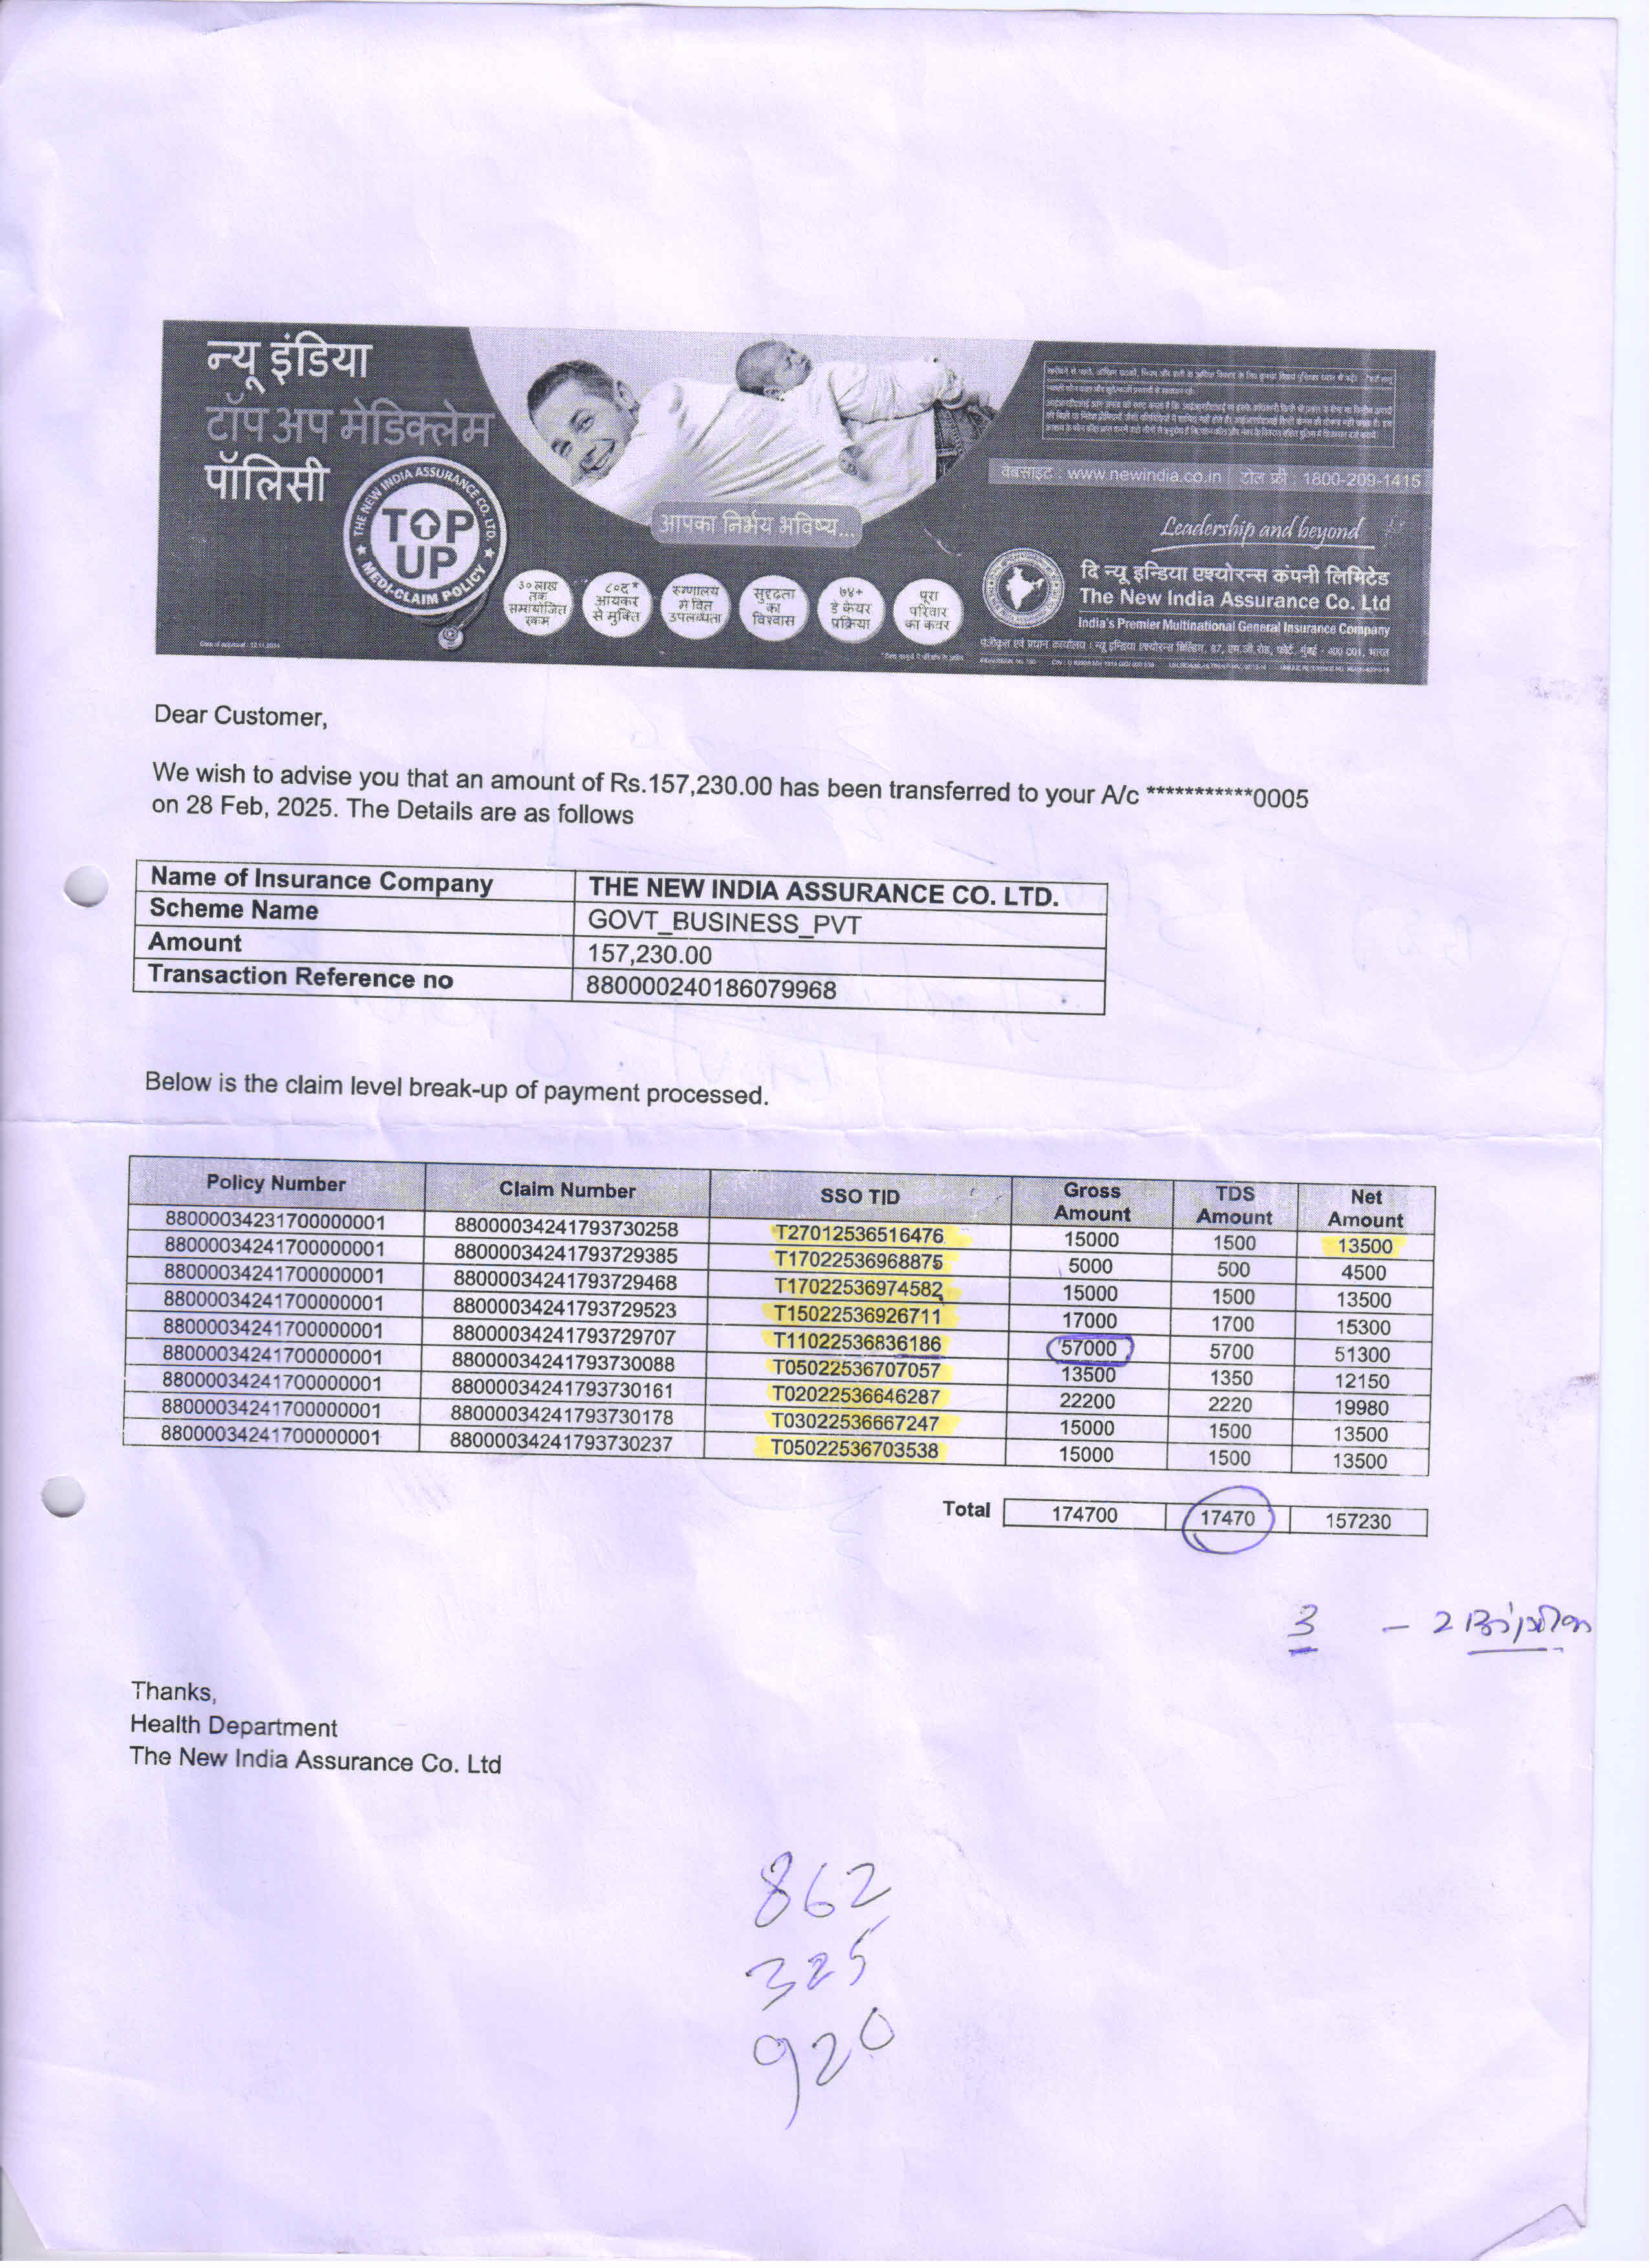 न्यू इंडिया
टॉप अप मेडिक्लेम
पॉलिसी
THE NEW INDIA ASSURANCE CO. LTD.
TOP
UP
MEDI-CLAIM POLICY
आपका निर्भय भविष्य...
३० लाख
तक
समायोजित
रकम
८०द*
आयकर
से मुक्ति
रुग्णालय
में वित्त
उपलब्धता
सुदृढता
का
विश्वास
७४+
डे केयर
प्रक्रिया
पूरा
परिवार
का कवर
वेबसाइट : www.newindia.co.in | टोल फ्री : 1800-209-1415
Leadership and beyond
दि न्यू इन्डिया एश्योरन्स कंपनी लिमिटेड
The New India Assurance Co. Ltd
India's Premier Multinational General Insurance Company
पंजीकृत एवं प्रधान कार्यालय : न्यू इन्डिया एश्योरन्स बिल्डिंग, 87, एम.जी.रोड, फोर्ट, मुंबई - 400 001, भारत
Dear Customer,
We wish to advise you that an amount of Rs.157,230.00 has been transferred to your A/c ***********0005
on 28 Feb, 2025. The Details are as follows
Name of Insurance Company THE NEW INDIA ASSURANCE CO. LTD.
Scheme Name GOVT_BUSINESS_PVT
Amount 157,230.00
Transaction Reference no 880000240186079968
Below is the claim level break-up of payment processed.
Policy Number Claim Number SSO TID Gross Amount TDS Amount Net Amount
88000034231700000001 88000034241793730258 T27012536516476 15000 1500 13500
88000034241700000001 88000034241793729385 T17022536968875 5000 500 4500
88000034241700000001 88000034241793729468 T17022536974582 15000 1500 13500
88000034241700000001 88000034241793729523 T15022536926711 17000 1700 15300
88000034241700000001 88000034241793729707 T11022536836186 57000 5700 51300
88000034241700000001 88000034241793730088 T05022536707057 13500 1350 12150
88000034241700000001 88000034241793730161 T02022536646287 22200 2220 19980
88000034241700000001 88000034241793730178 T03022536667247 15000 1500 13500
88000034241700000001 88000034241793730237 T05022536703538 15000 1500 13500
Total 174700 17470 157230
3 - 2
Thanks,
Health Department
The New India Assurance Co. Ltd
862
325
920